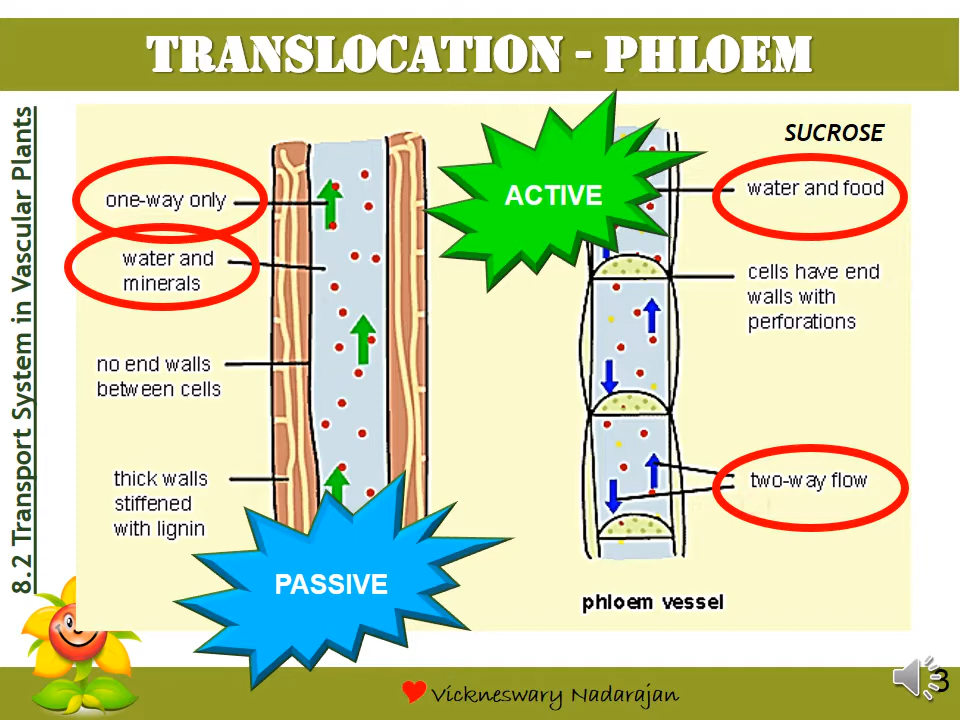 TRANSLOCATION - PHLOEM
8.2 Transport System in Vascular Plants
one-way only
water and
minerals
no end walls
between cells
thick walls
stiffened
with lignin
PASSIVE
ACTIVE
SUCROSE
water and food
cells have end
walls with
perforations
two-way flow
phloem vessel
Vickneswary Nadarajan
3